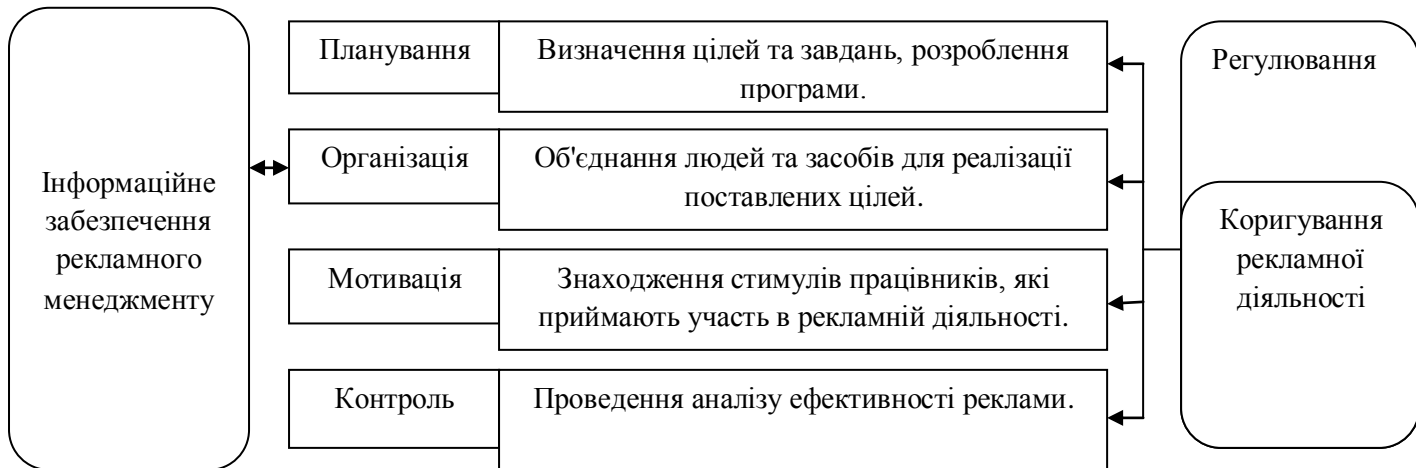 Інформаційне
забезпечення
рекламного
менеджменту
Планування
Визначення цілей та завдань, розроблення
програми.
Організація
Об'єднання людей та засобів для реалізації
поставлених цілей.
Мотивація
Знаходження стимулів працівників, які
приймають участь в рекламній діяльності.
Контроль
Проведення аналізу ефективності реклами.
Регулювання
Коригування
рекламної
діяльності